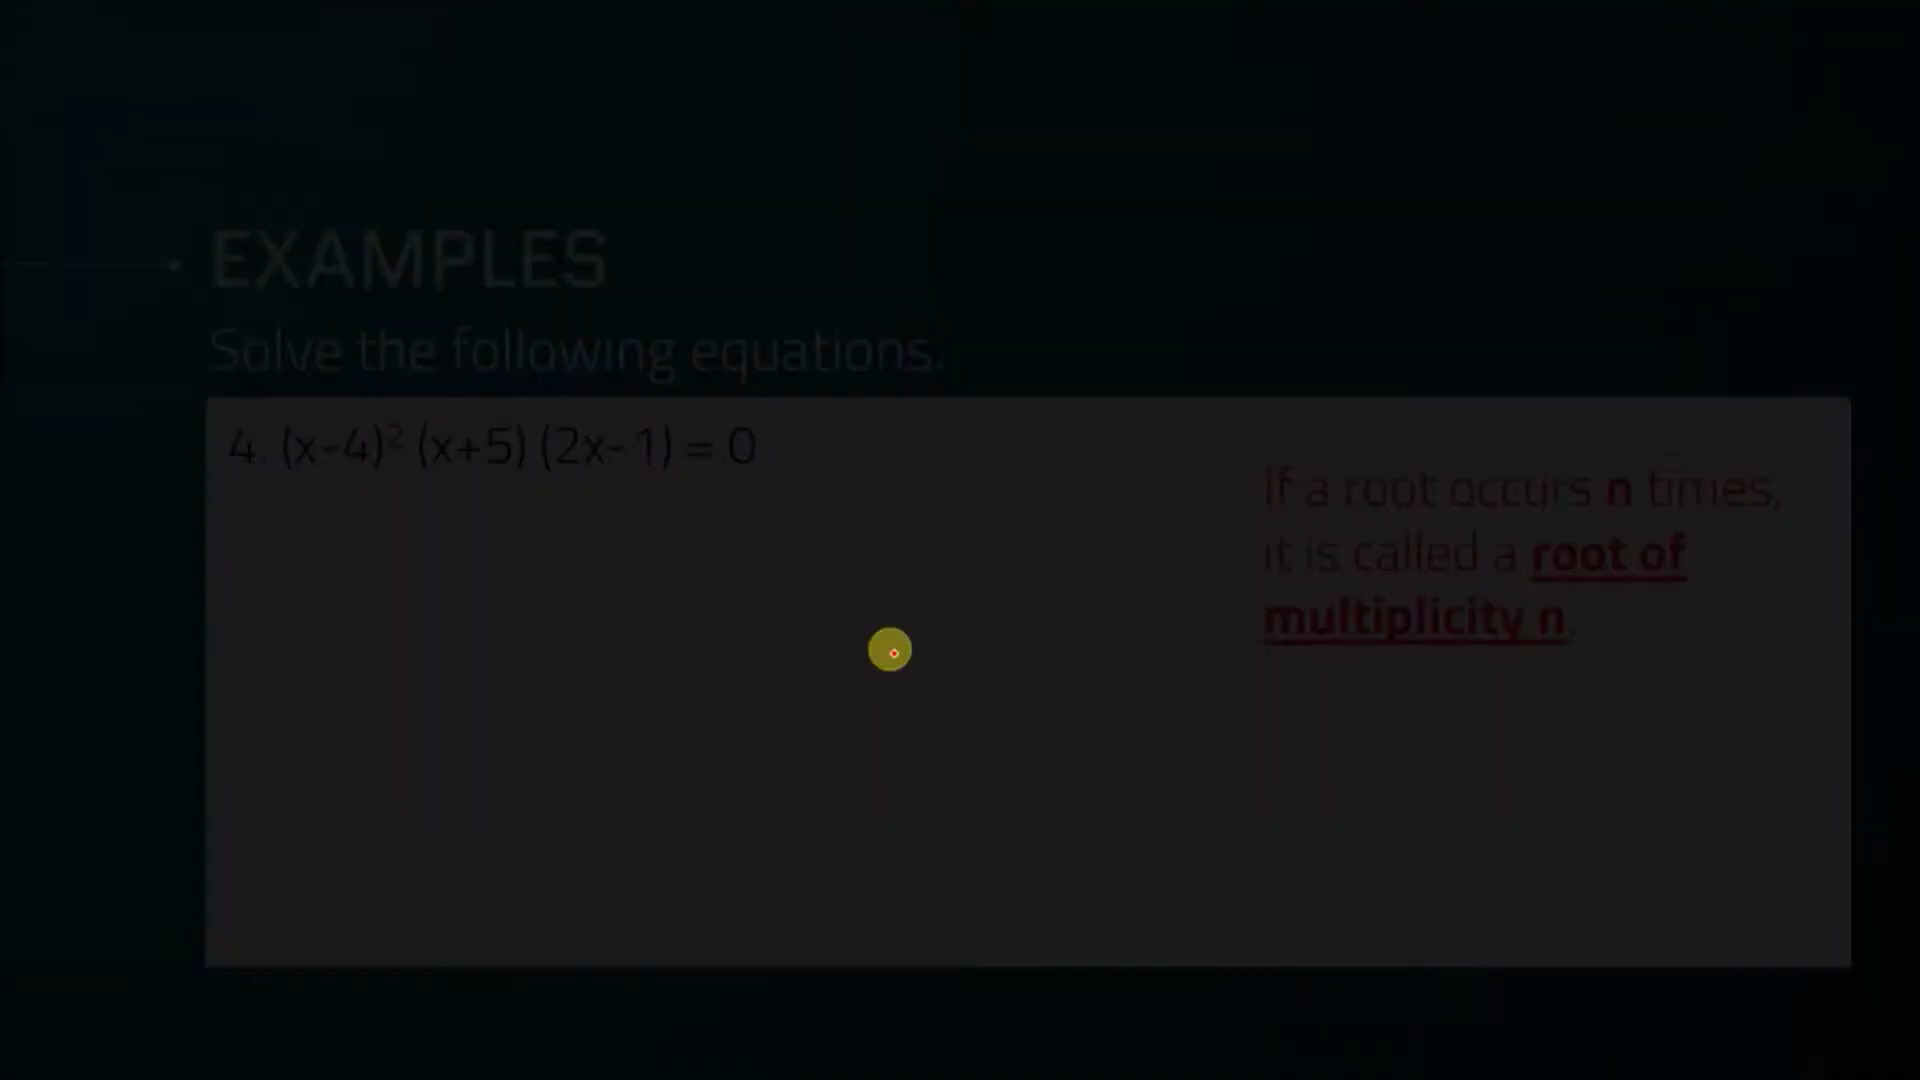 EXAMPLES
Solve the following equations.
4. (x-4)² (x+5) (2x-1) = 0
If a root occurs n times,
it is called a root of
multiplicity n.